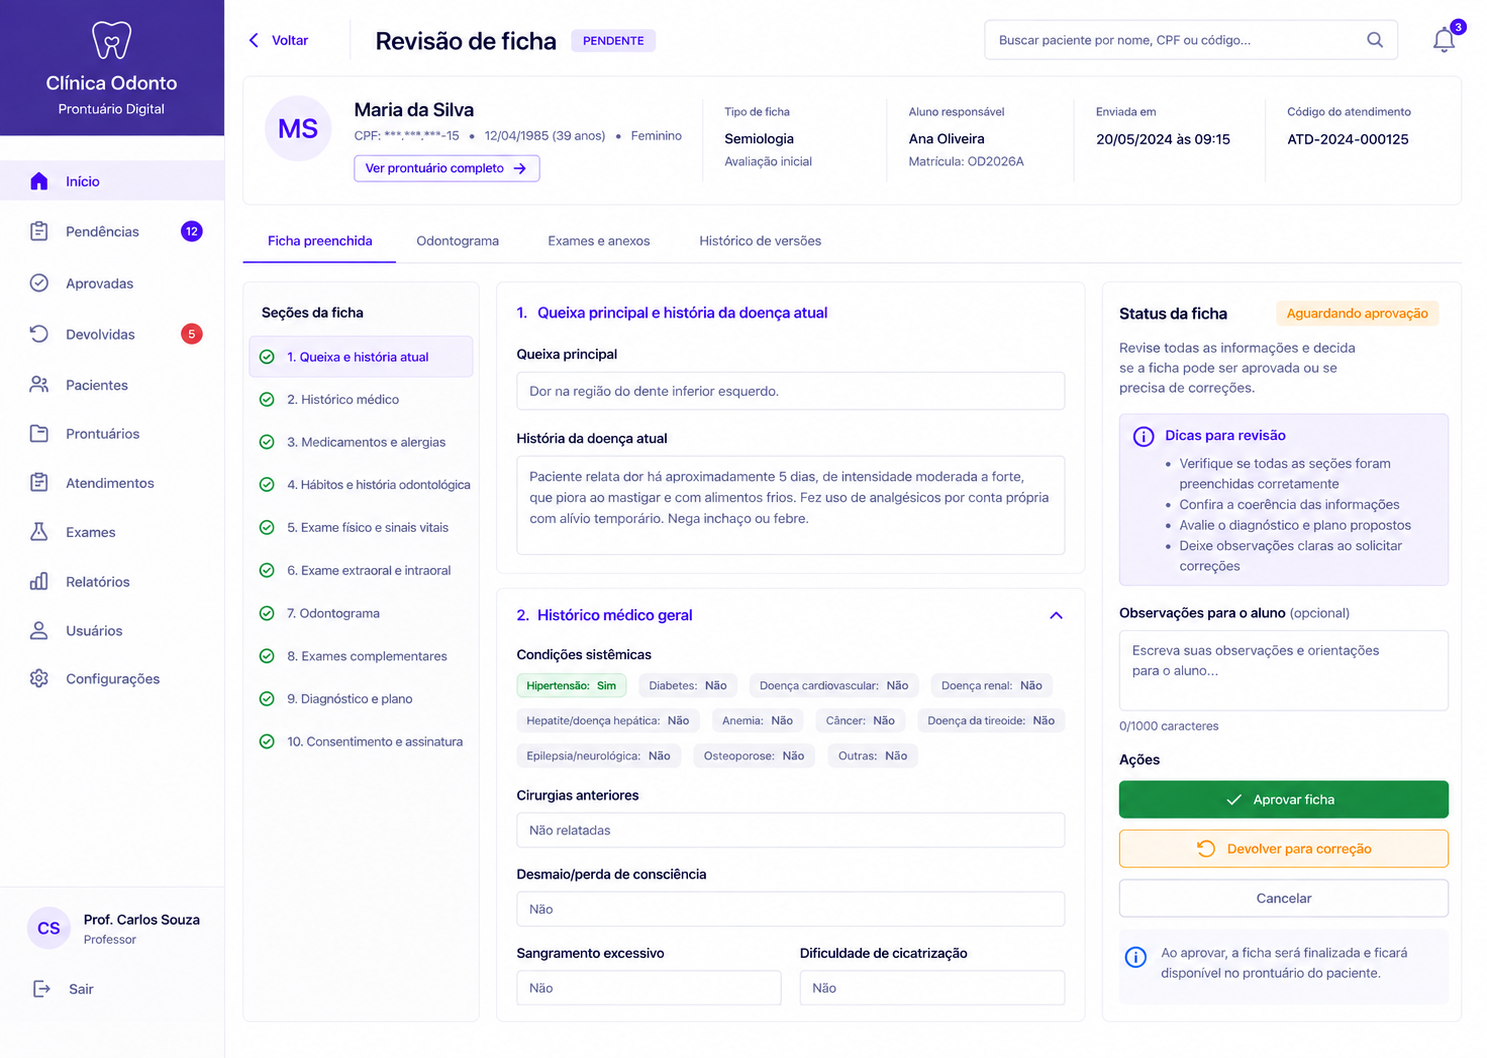 Clínica Odonto
Prontuário Digital
Início
Pendências
12
Aprovadas
Devolvidas
5
Pacientes
Prontuários
Atendimentos
Exames
Relatórios
Usuários
Configurações
CS
Prof. Carlos Souza
Professor
Sair
Voltar
Revisão de ficha
PENDENTE
Buscar paciente por nome, CPF ou código...
3
MS
Maria da Silva
CPF: ***.***.***-15 • 12/04/1985 (39 anos) • Feminino
Ver prontuário completo →
Tipo de ficha
Semiologia
Avaliação inicial
Aluno responsável
Ana Oliveira
Matrícula: OD2026A
Enviada em
20/05/2024 às 09:15
Código do atendimento
ATD-2024-000125
Ficha preenchida
Odontograma
Exames e anexos
Histórico de versões
Seções da ficha
1. Queixa e história atual
2. Histórico médico
3. Medicamentos e alergias
4. Hábitos e história odontológica
5. Exame físico e sinais vitais
6. Exame extraoral e intraoral
7. Odontograma
8. Exames complementares
9. Diagnóstico e plano
10. Consentimento e assinatura
1. Queixa principal e história da doença atual
Queixa principal
Dor na região do dente inferior esquerdo.
História da doença atual
Paciente relata dor há aproximadamente 5 dias, de intensidade moderada a forte,
que piora ao mastigar e com alimentos frios. Fez uso de analgésicos por conta própria
com alívio temporário. Nega inchaço ou febre.
2. Histórico médico geral
Condições sistêmicas
Hipertensão: Sim
Diabetes: Não
Doença cardiovascular: Não
Doença renal: Não
Hepatite/doença hepática: Não
Anemia: Não
Câncer: Não
Doença da tireoide: Não
Epilepsia/neurológica: Não
Osteoporose: Não
Outras: Não
Cirurgias anteriores
Não relatadas
Desmaio/perda de consciência
Não
Sangramento excessivo
Não
Dificuldade de cicatrização
Não
Status da ficha
Aguardando aprovação
Revise todas as informações e decida
se a ficha pode ser aprovada ou se
precisa de correções.
Dicas para revisão
• Verifique se todas as seções foram
preenchidas corretamente
• Confira a coerência das informações
• Avalie o diagnóstico e plano propostos
• Deixe observações claras ao solicitar
correções
Observações para o aluno (opcional)
Escreva suas observações e orientações
para o aluno...
0/1000 caracteres
Ações
Aprovar ficha
Devolver para correção
Cancelar
Ao aprovar, a ficha será finalizada e ficará
disponível no prontuário do paciente.